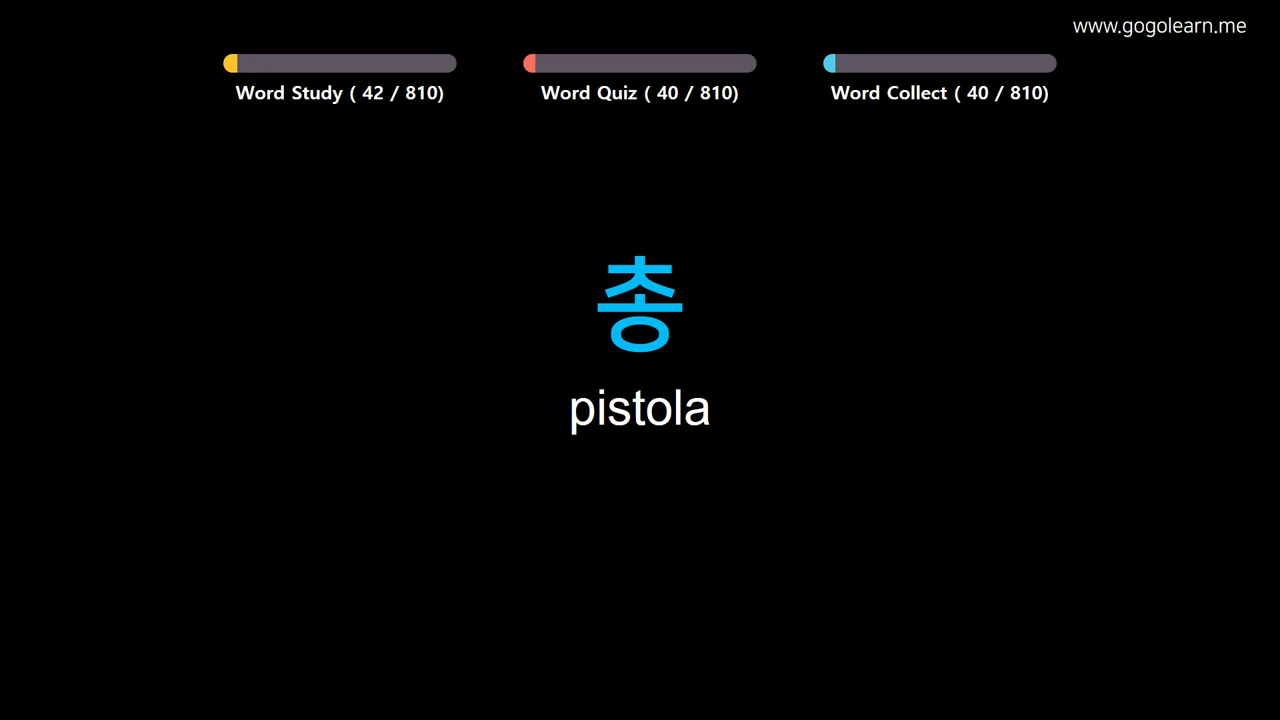 www.gogolearn.me
Word Study ( 42 / 810)
Word Quiz ( 40 / 810)
Word Collect ( 40 / 810)
총
pistola